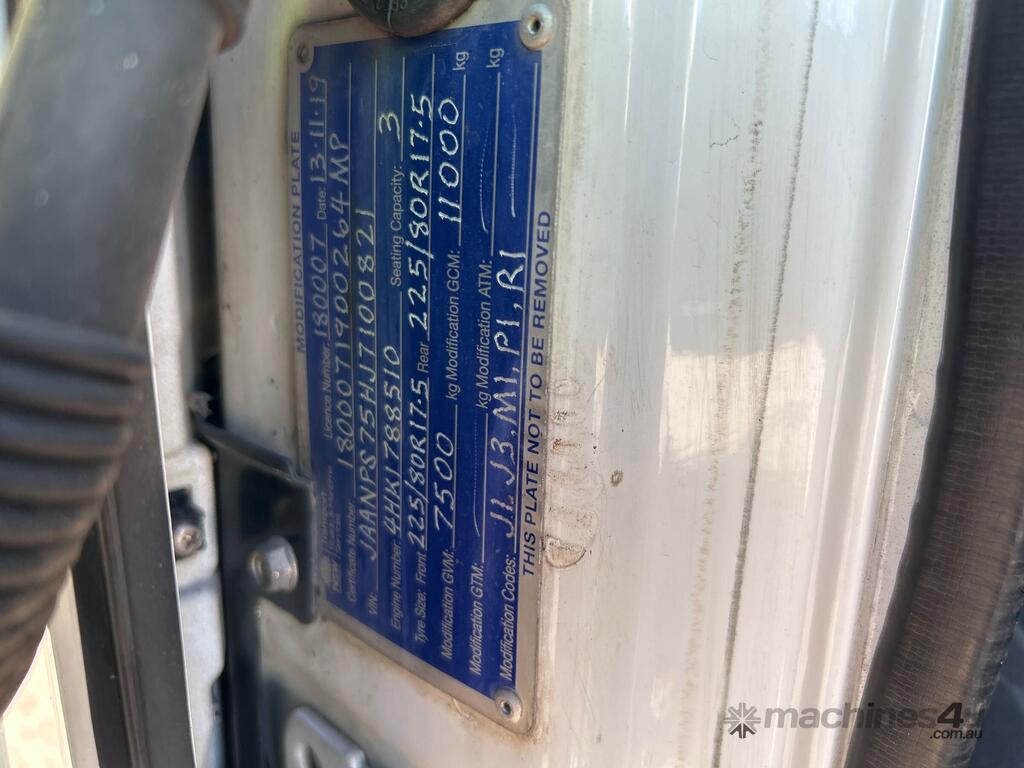 MODIFICATION PLATE
Licence Number: 180007 Date: 13·11·19
Certificate Number: 18000719000264 MP
VIN: JAANPS75HJ7100821
Engine Number: 4HK1788510 Seating Capacity: 3
Tyre Size: Front 225/80R17·5 Rear 225/80R17·5
Modification GVM: 7500 kg Modification GCM: 11000 kg
Modification GTM: — kg Modification ATM: — kg
Modification Codes: J1, J3, M1, P1, R1
THIS PLATE NOT TO BE REMOVED
machines4u
.com.au